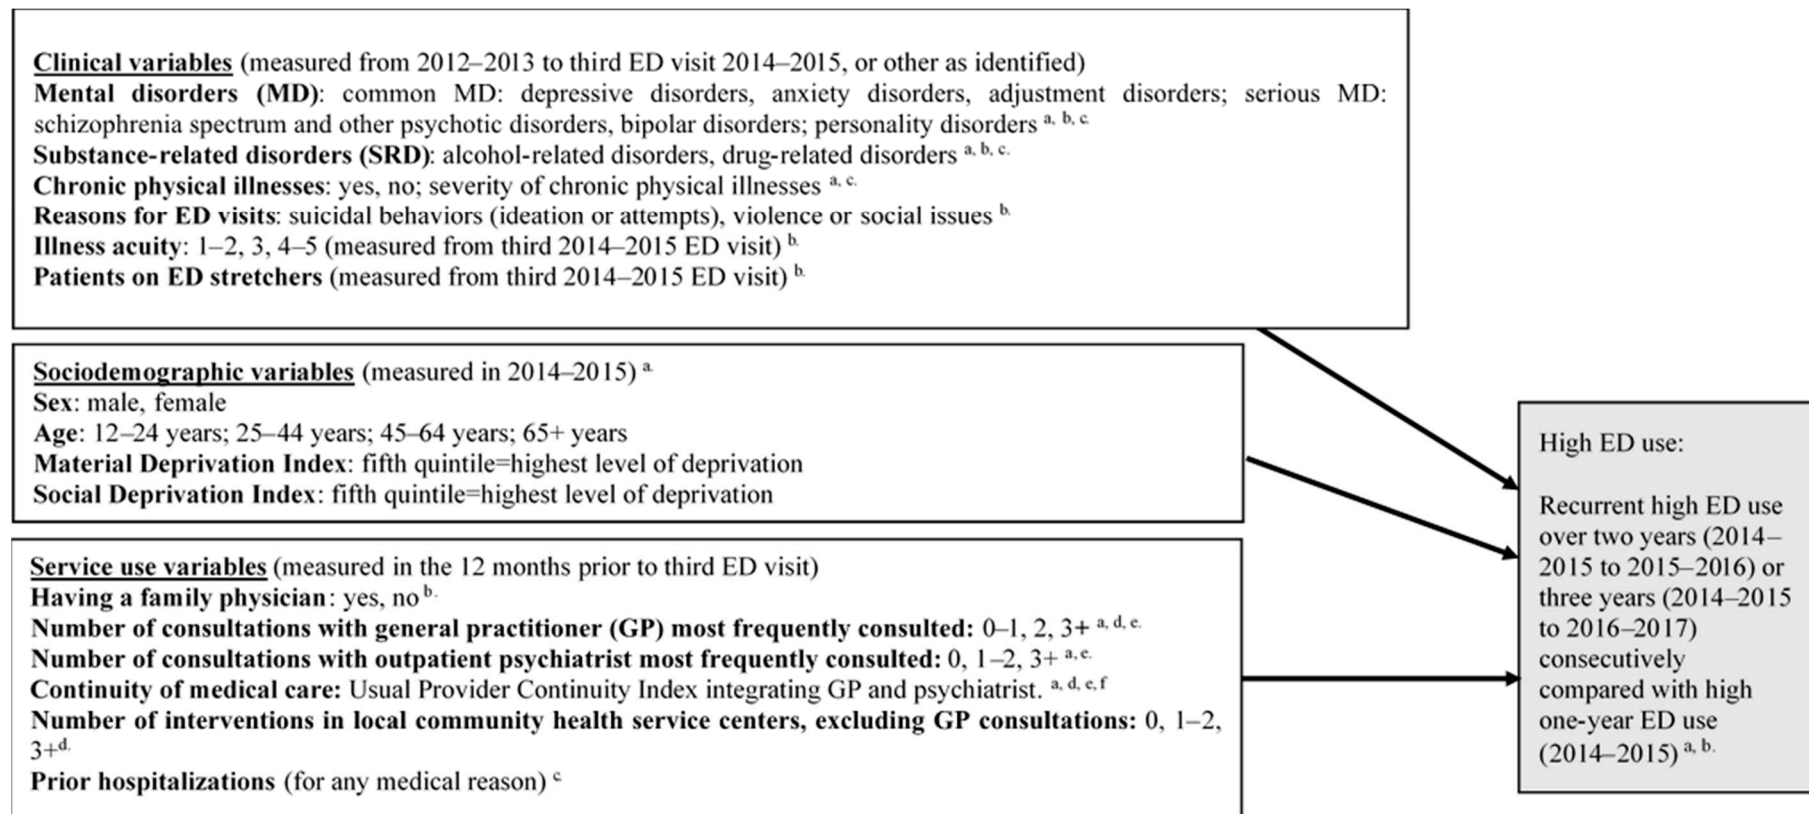 Clinical variables (measured from 2012–2013 to third ED visit 2014–2015, or other as identified)
Mental disorders (MD): common MD: depressive disorders, anxiety disorders, adjustment disorders; serious MD:
schizophrenia spectrum and other psychotic disorders, bipolar disorders; personality disorders a, b, c.
Substance-related disorders (SRD): alcohol-related disorders, drug-related disorders a, b, c.
Chronic physical illnesses: yes, no; severity of chronic physical illnesses a, c.
Reasons for ED visits: suicidal behaviors (ideation or attempts), violence or social issues b.
Illness acuity: 1–2, 3, 4–5 (measured from third 2014–2015 ED visit) b.
Patients on ED stretchers (measured from third 2014–2015 ED visit) b.
Sociodemographic variables (measured in 2014–2015) a.
Sex: male, female
Age: 12–24 years; 25–44 years; 45–64 years; 65+ years
Material Deprivation Index: fifth quintile=highest level of deprivation
Social Deprivation Index: fifth quintile=highest level of deprivation
Service use variables (measured in the 12 months prior to third ED visit)
Having a family physician: yes, no b.
Number of consultations with general practitioner (GP) most frequently consulted: 0–1, 2, 3+ a, d, e.
Number of consultations with outpatient psychiatrist most frequently consulted: 0, 1–2, 3+ a,e.
Continuity of medical care: Usual Provider Continuity Index integrating GP and psychiatrist. a, d, e, f
Number of interventions in local community health service centers, excluding GP consultations: 0, 1–2,
3+d.
Prior hospitalizations (for any medical reason) c
High ED use:
Recurrent high ED use
over two years (2014–
2015 to 2015–2016) or
three years (2014–2015
to 2016–2017)
consecutively
compared with high
one-year ED use
(2014–2015) a, b.